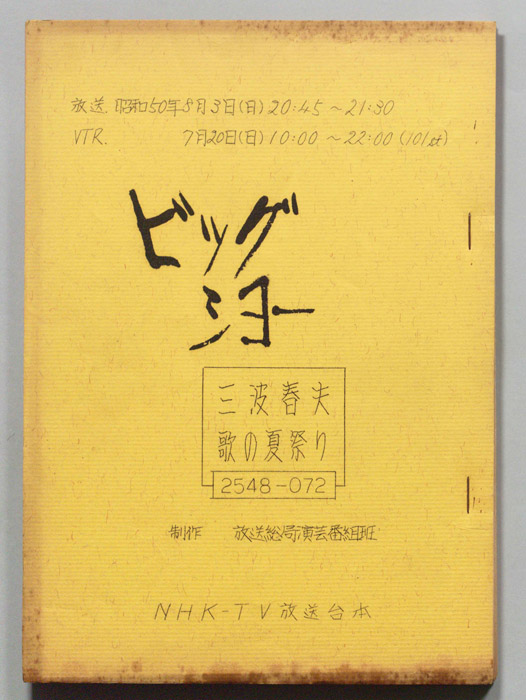 放送 昭和50年8月3日(日) 20:45 ～ 21:30
VTR. 7月20日(日) 10:00 ～ 22:00 (101st)
ビッグ
ショー
三波春夫
歌の夏祭り
2548-072
制作 放送総局演芸番組班
NHK-TV放送台本